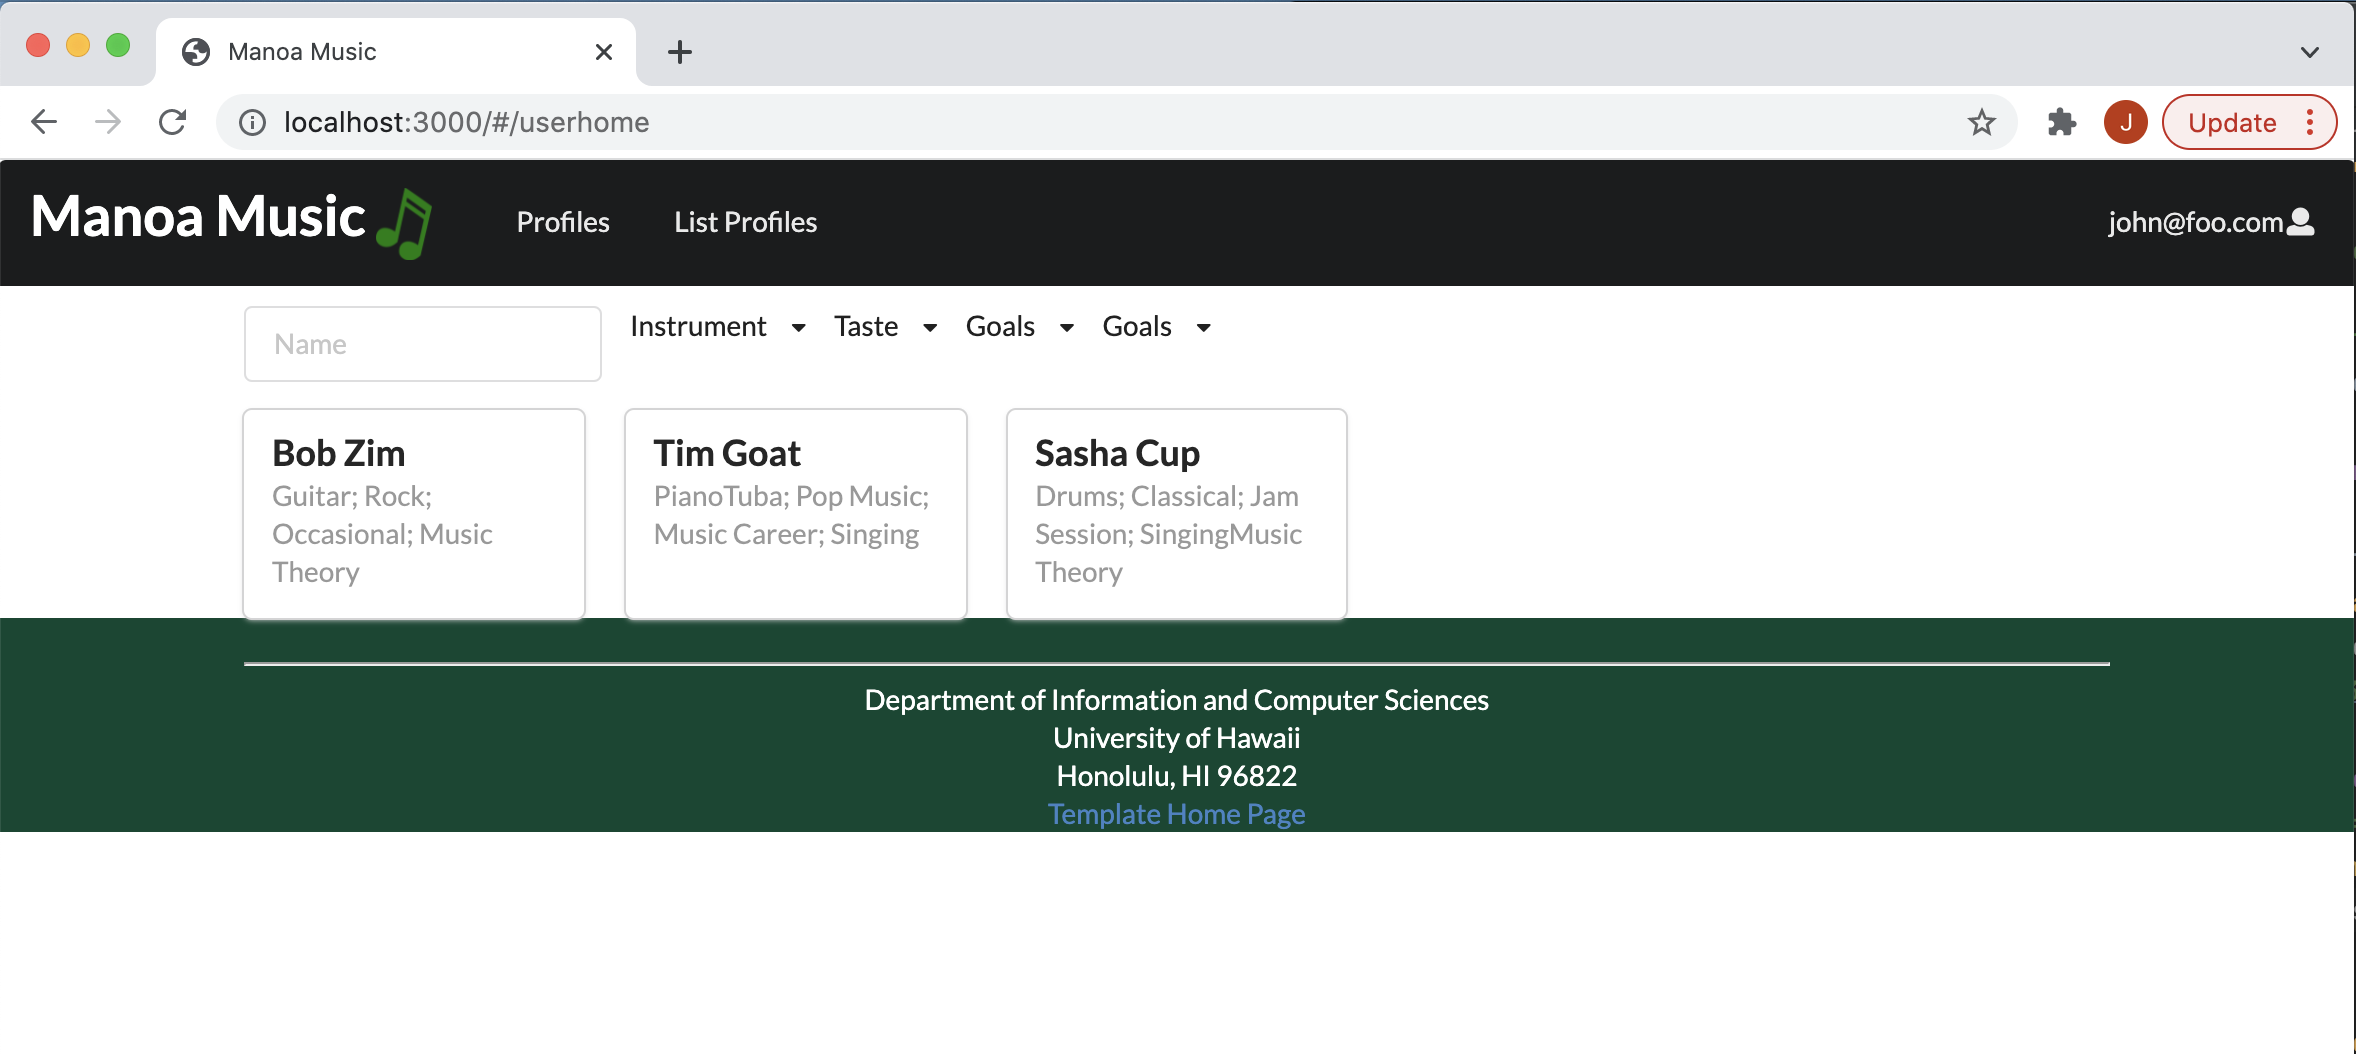 Manoa Music
localhost:3000/#/userhome
J
Update
Manoa Music
Profiles
List Profiles
john@foo.com
Name
Instrument
Taste
Goals
Goals
Bob Zim
Guitar; Rock;
Occasional; Music
Theory
Tim Goat
PianoTuba; Pop Music;
Music Career; Singing
Sasha Cup
Drums; Classical; Jam
Session; SingingMusic
Theory
Department of Information and Computer Sciences
University of Hawaii
Honolulu, HI 96822
Template Home Page